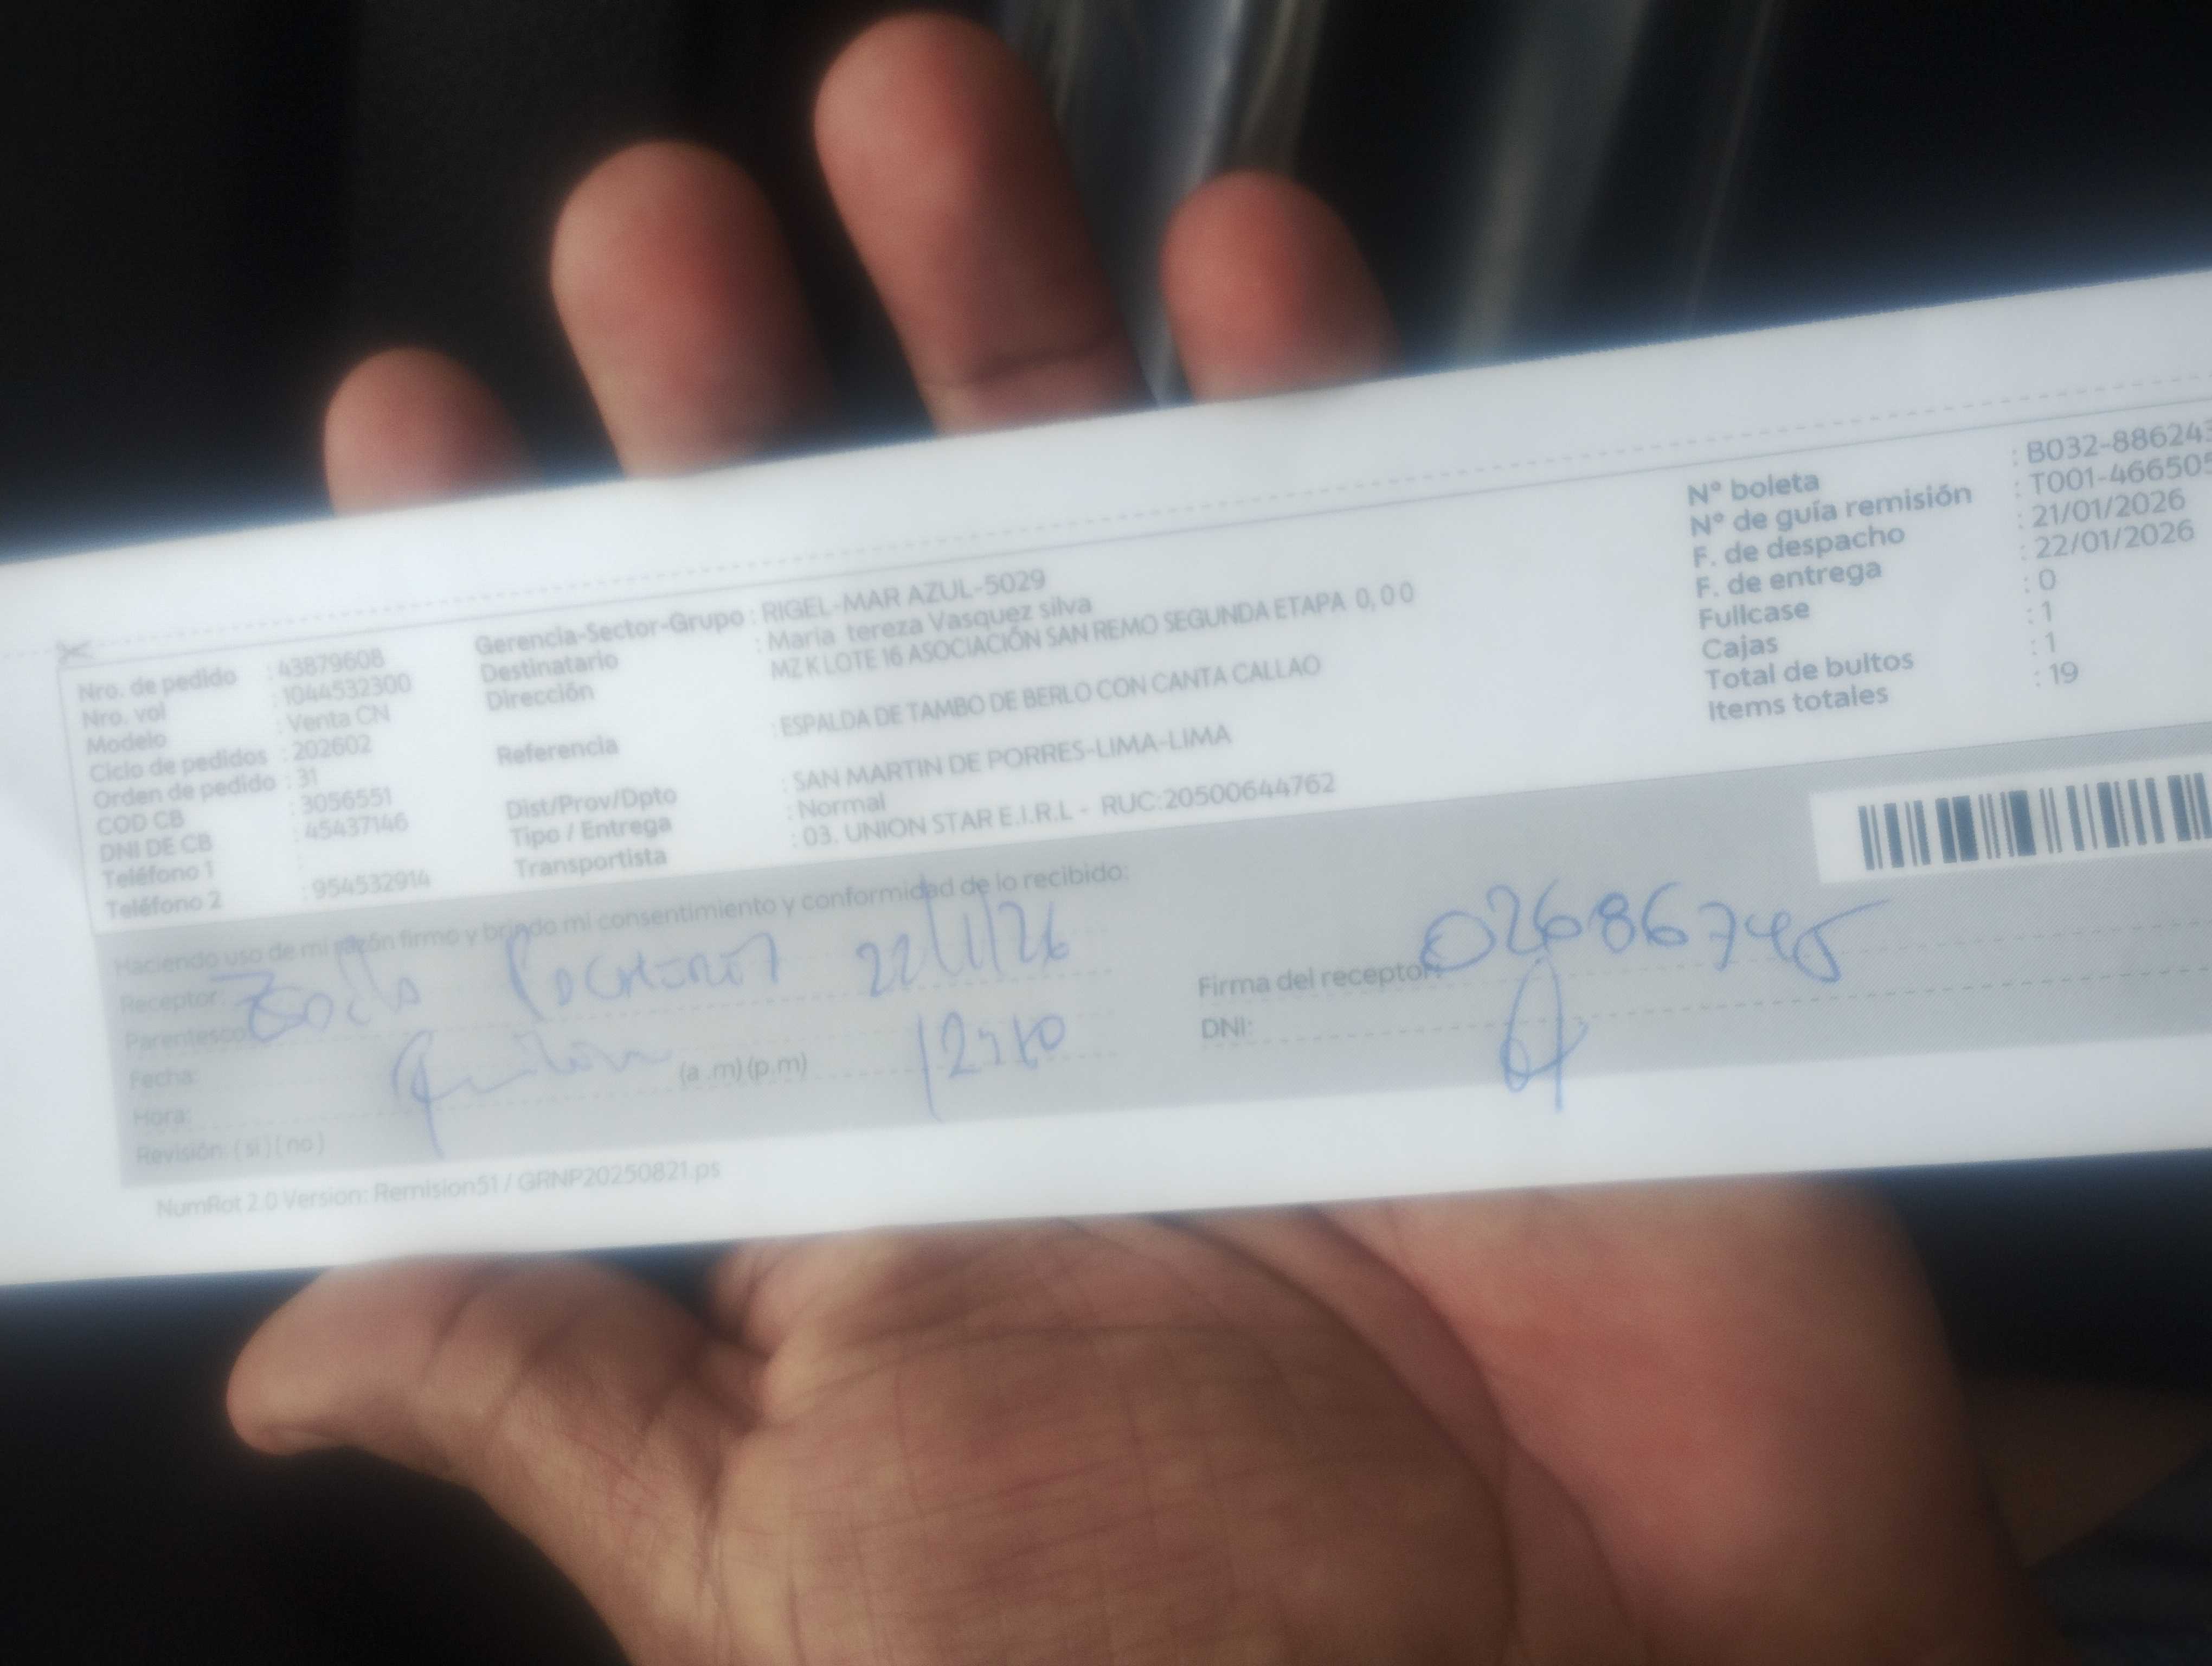 Nro. de pedido : 43879608
Nro. vol : 1044532300
Modelo : Venta CN
Ciclo de pedidos : 202602
Orden de pedido : 31
COD CB : 3056551
DNI DE CB : 45437146
Teléfono 1 :
Teléfono 2 : 954532914
Gerencia-Sector-Grupo : RIGEL-MAR AZUL-5029
Destinatario : Maria tereza Vasquez silva
Dirección MZ K LOTE 16 ASOCIACIÓN SAN REMO SEGUNDA ETAPA 0,00
Referencia : ESPALDA DE TAMBO DE BERLO CON CANTA CALLAO
Dist/Prov/Dpto : SAN MARTIN DE PORRES-LIMA-LIMA
Tipo / Entrega : Normal
Transportista : 03. UNION STAR E.I.R.L - RUC:20500644762
Nº boleta : B032-886243
Nº de guía remisión : T001-466505
F. de despacho : 21/01/2026
F. de entrega : 22/01/2026
Fullcase : 0
Cajas : 1
Total de bultos : 1
Items totales : 19
Haciendo uso de mi razón firmo y brindo mi consentimiento y conformidad de lo recibido:
Receptor: 22/1/26
Parentesco:
Fecha:
Hora: (a .m) (p.m)
Revisión: ( si ) ( no )
Firma del receptor: 02686745
DNI:
NumRot 2.0 Version: Remision51 / GRNP20250821.ps